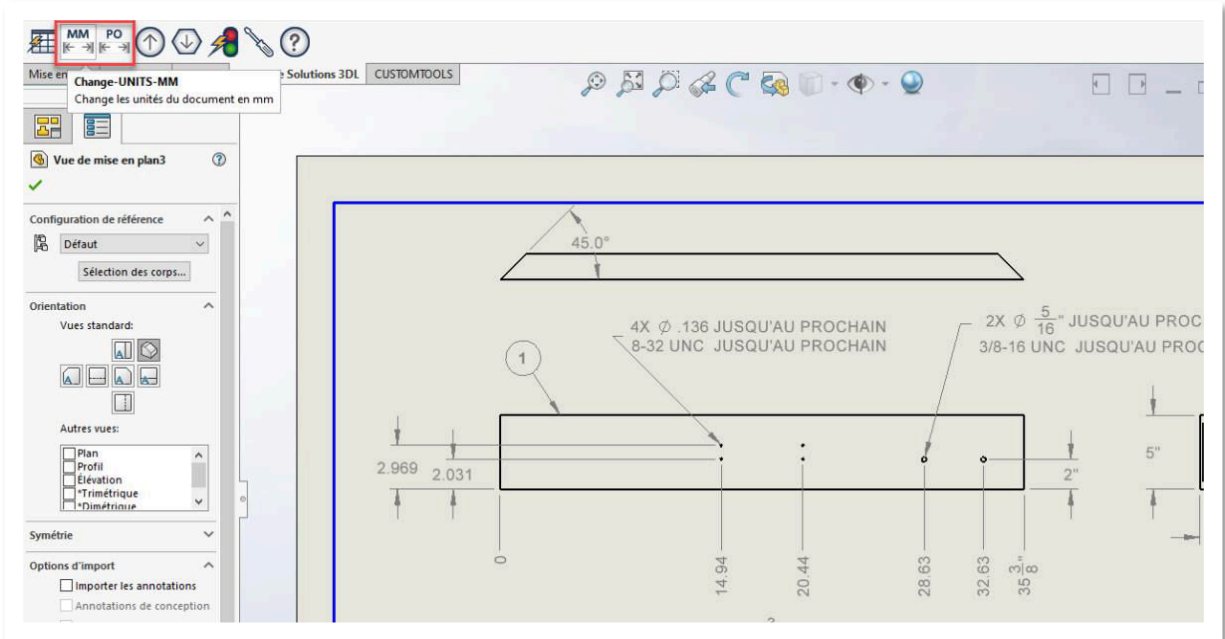 MM PO
Mise en
e Solutions 3DL
CUSTOMTOOLS
Change-UNITS-MM
Change les unités du document en mm
Vue de mise en plan3
Configuration de référence
Défaut
Sélection des corps...
Orientation
Vues standard:
Autres vues:
Plan
Profil
Élévation
*Trimétrique
*Dimétrique
Symétrie
Options d'import
Importer les annotations
Annotations de conception
45.0°
4X Ø .136 JUSQU'AU PROCHAIN
8-32 UNC JUSQU'AU PROCHAIN
2X Ø 5/16" JUSQU'AU PROC
3/8-16 UNC JUSQU'AU PROC
1
2.969
2.031
2"
5"
0
14.94
20.44
28.63
32.63
35 3/8"